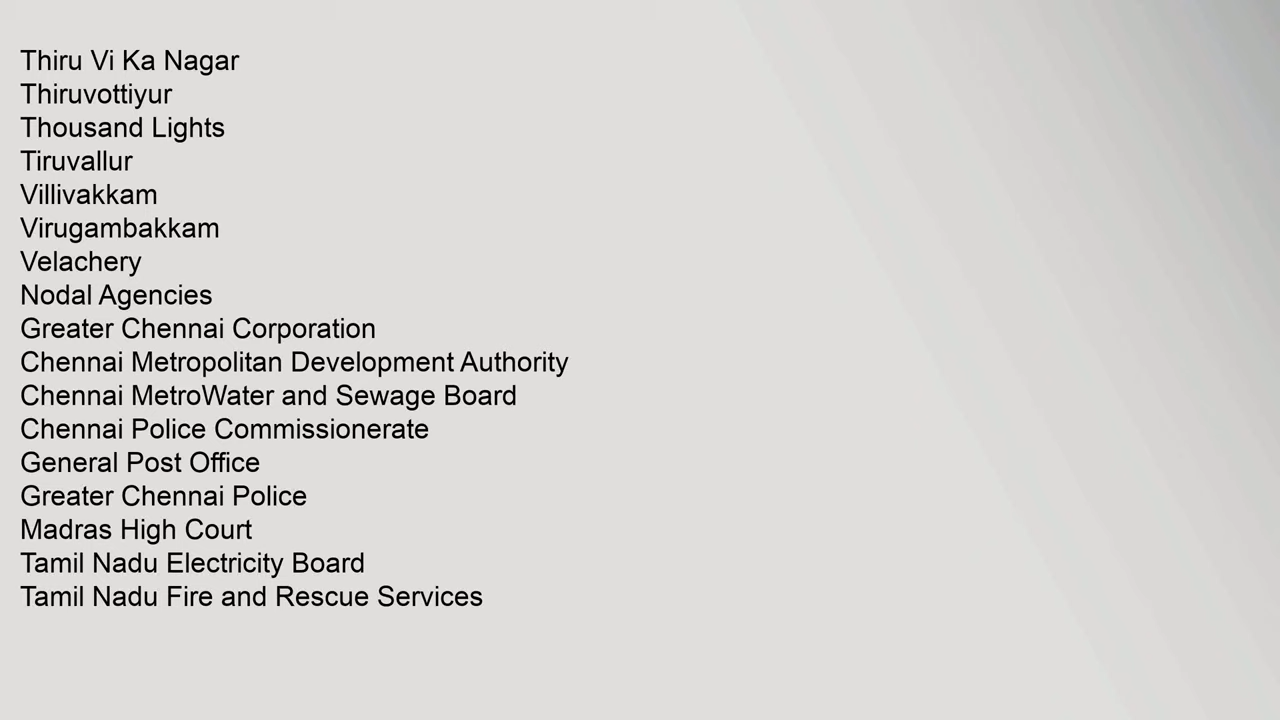 Thiru Vi Ka Nagar
Thiruvottiyur
Thousand Lights
Tiruvallur
Villivakkam
Virugambakkam
Velachery
Nodal Agencies
Greater Chennai Corporation
Chennai Metropolitan Development Authority
Chennai MetroWater and Sewage Board
Chennai Police Commissionerate
General Post Office
Greater Chennai Police
Madras High Court
Tamil Nadu Electricity Board
Tamil Nadu Fire and Rescue Services